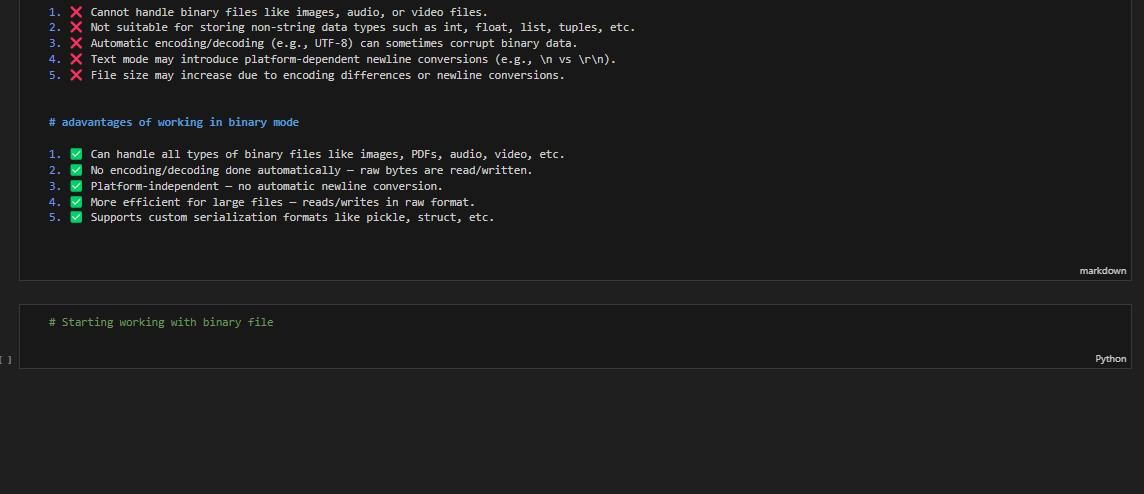 1. ❌ Cannot handle binary files like images, audio, or video files.
2. ❌ Not suitable for storing non-string data types such as int, float, list, tuples, etc.
3. ❌ Automatic encoding/decoding (e.g., UTF-8) can sometimes corrupt binary data.
4. ❌ Text mode may introduce platform-dependent newline conversions (e.g., \n vs \r\n).
5. ❌ File size may increase due to encoding differences or newline conversions.
# adavantages of working in binary mode
1. ✅ Can handle all types of binary files like images, PDFs, audio, video, etc.
2. ✅ No encoding/decoding done automatically — raw bytes are read/written.
3. ✅ Platform-independent — no automatic newline conversion.
4. ✅ More efficient for large files — reads/writes in raw format.
5. ✅ Supports custom serialization formats like pickle, struct, etc.
markdown
# Starting working with binary file
[ ]
Python